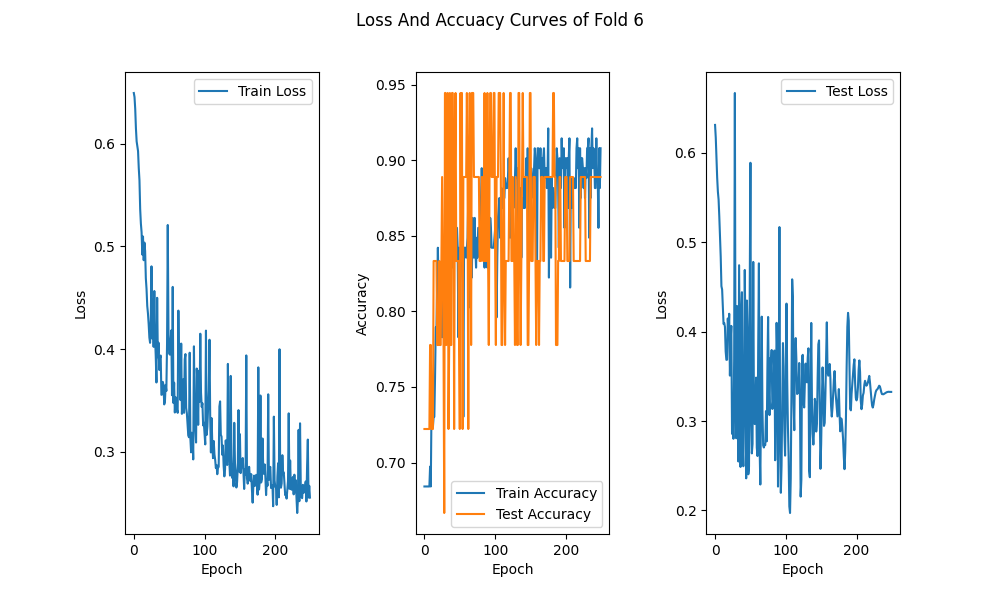 Loss And Accuacy Curves of Fold 6
Train Loss
0.6
0.5
0.4
0.3
Loss
0
100
200
Epoch
0.95
0.90
0.85
0.80
0.75
0.70
Accuracy
Train Accuracy
Test Accuracy
0
100
200
Epoch
Test Loss
0.6
0.5
0.4
0.3
0.2
Loss
0
100
200
Epoch